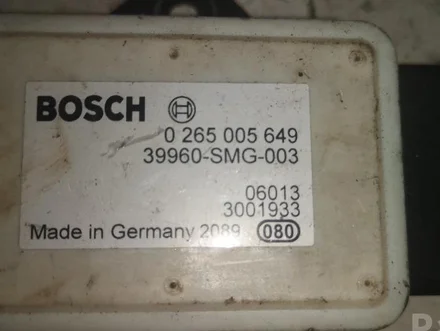 BOSCH
0 265 005 649
39960-SMG-003
06013
3001933
Made in Germany 2089 080